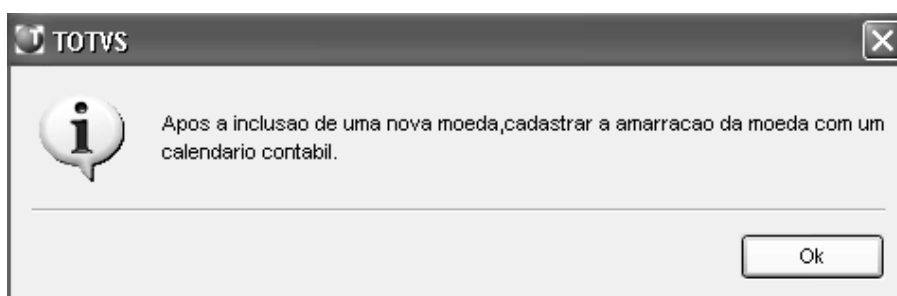 TOTVS
Apos a inclusao de uma nova moeda,cadastrar a amarracao da moeda com um
calendario contabil.
Ok